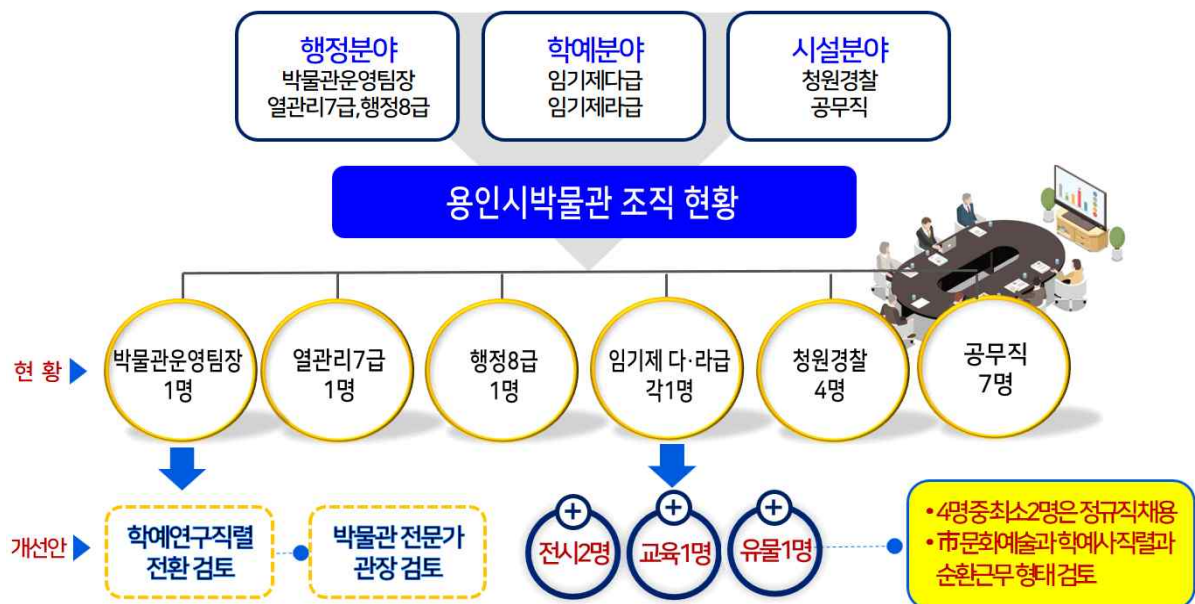 행정분야
박물관운영팀장
열관리7급,행정8급
학예분야
임기제다급
임기제라급
시설분야
청원경찰
공무직
용인시박물관 조직 현황
현 황
박물관운영팀장
1명
열관리7급
1명
행정8급
1명
임기제 다·라급
각1명
청원경찰
4명
공무직
7명
개선안
학예연구직렬
전환 검토
박물관 전문가
관장 검토
+
전시2명
+
교육1명
+
유물1명
• 4명중 최소2명은 정규직채용
• 市문화예술과 학예사직렬과
순환근무 형태 검토